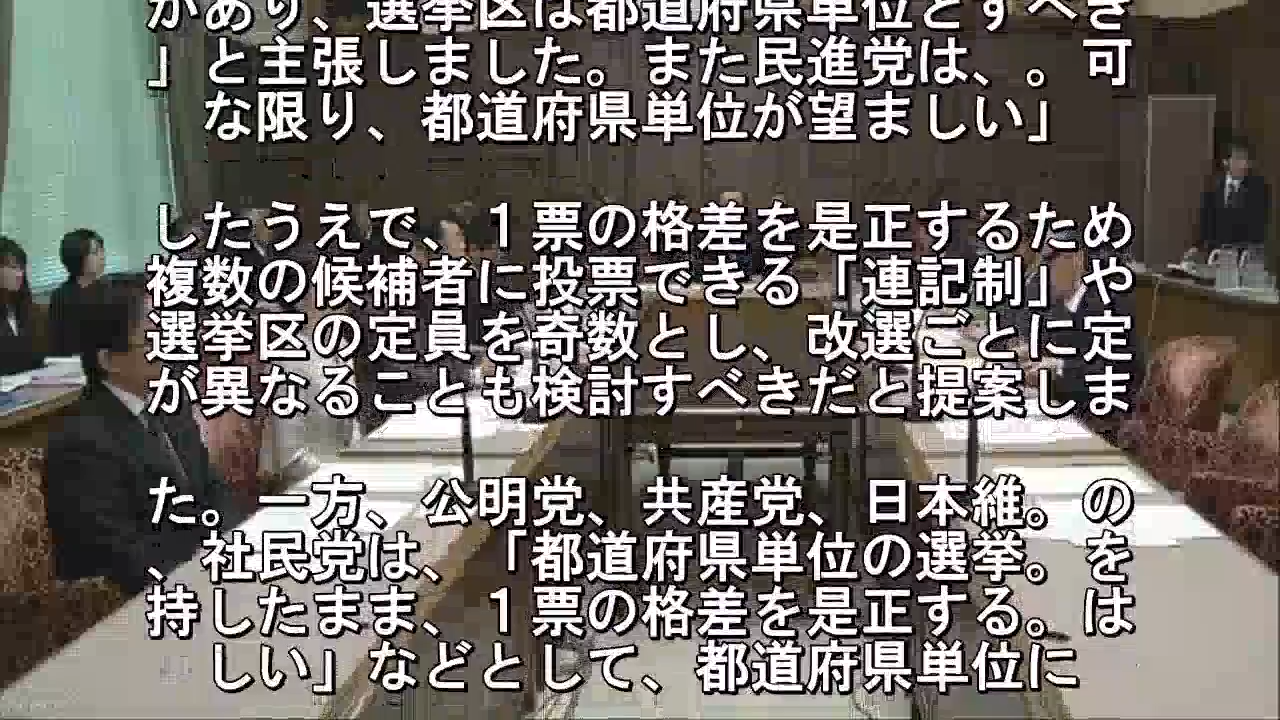 があり、選挙区は都道府県単位とすべき
」と主張しました。また民進党は、。可
な限り、都道府県単位が望ましい」
したうえで、１票の格差を是正するため
複数の候補者に投票できる「連記制」や
選挙区の定員を奇数とし、改選ごとに定
が異なることも検討すべきだと提案しま
た。一方、公明党、共産党、日本維。の
、社民党は、「都道府県単位の選挙。を
持したまま、１票の格差を是正する。は
しい」などとして、都道府県単位に